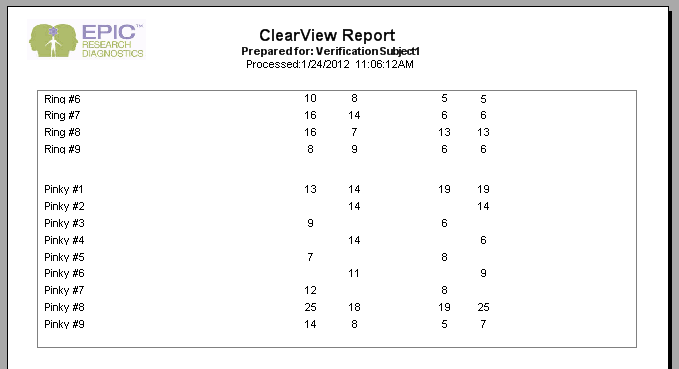 EPIC™
RESEARCH
DIAGNOSTICS
ClearView Report
Prepared for: Verification Subject1
Processed:1/24/2012 11:06:12AM
Ring #6 10 8 5 5
Ring #7 16 14 6 6
Ring #8 16 7 13 13
Ring #9 8 9 6 6
Pinky #1 13 14 19 19
Pinky #2 14 14
Pinky #3 9 6
Pinky #4 14 6
Pinky #5 7 8
Pinky #6 11 9
Pinky #7 12 8
Pinky #8 25 18 19 25
Pinky #9 14 8 5 7